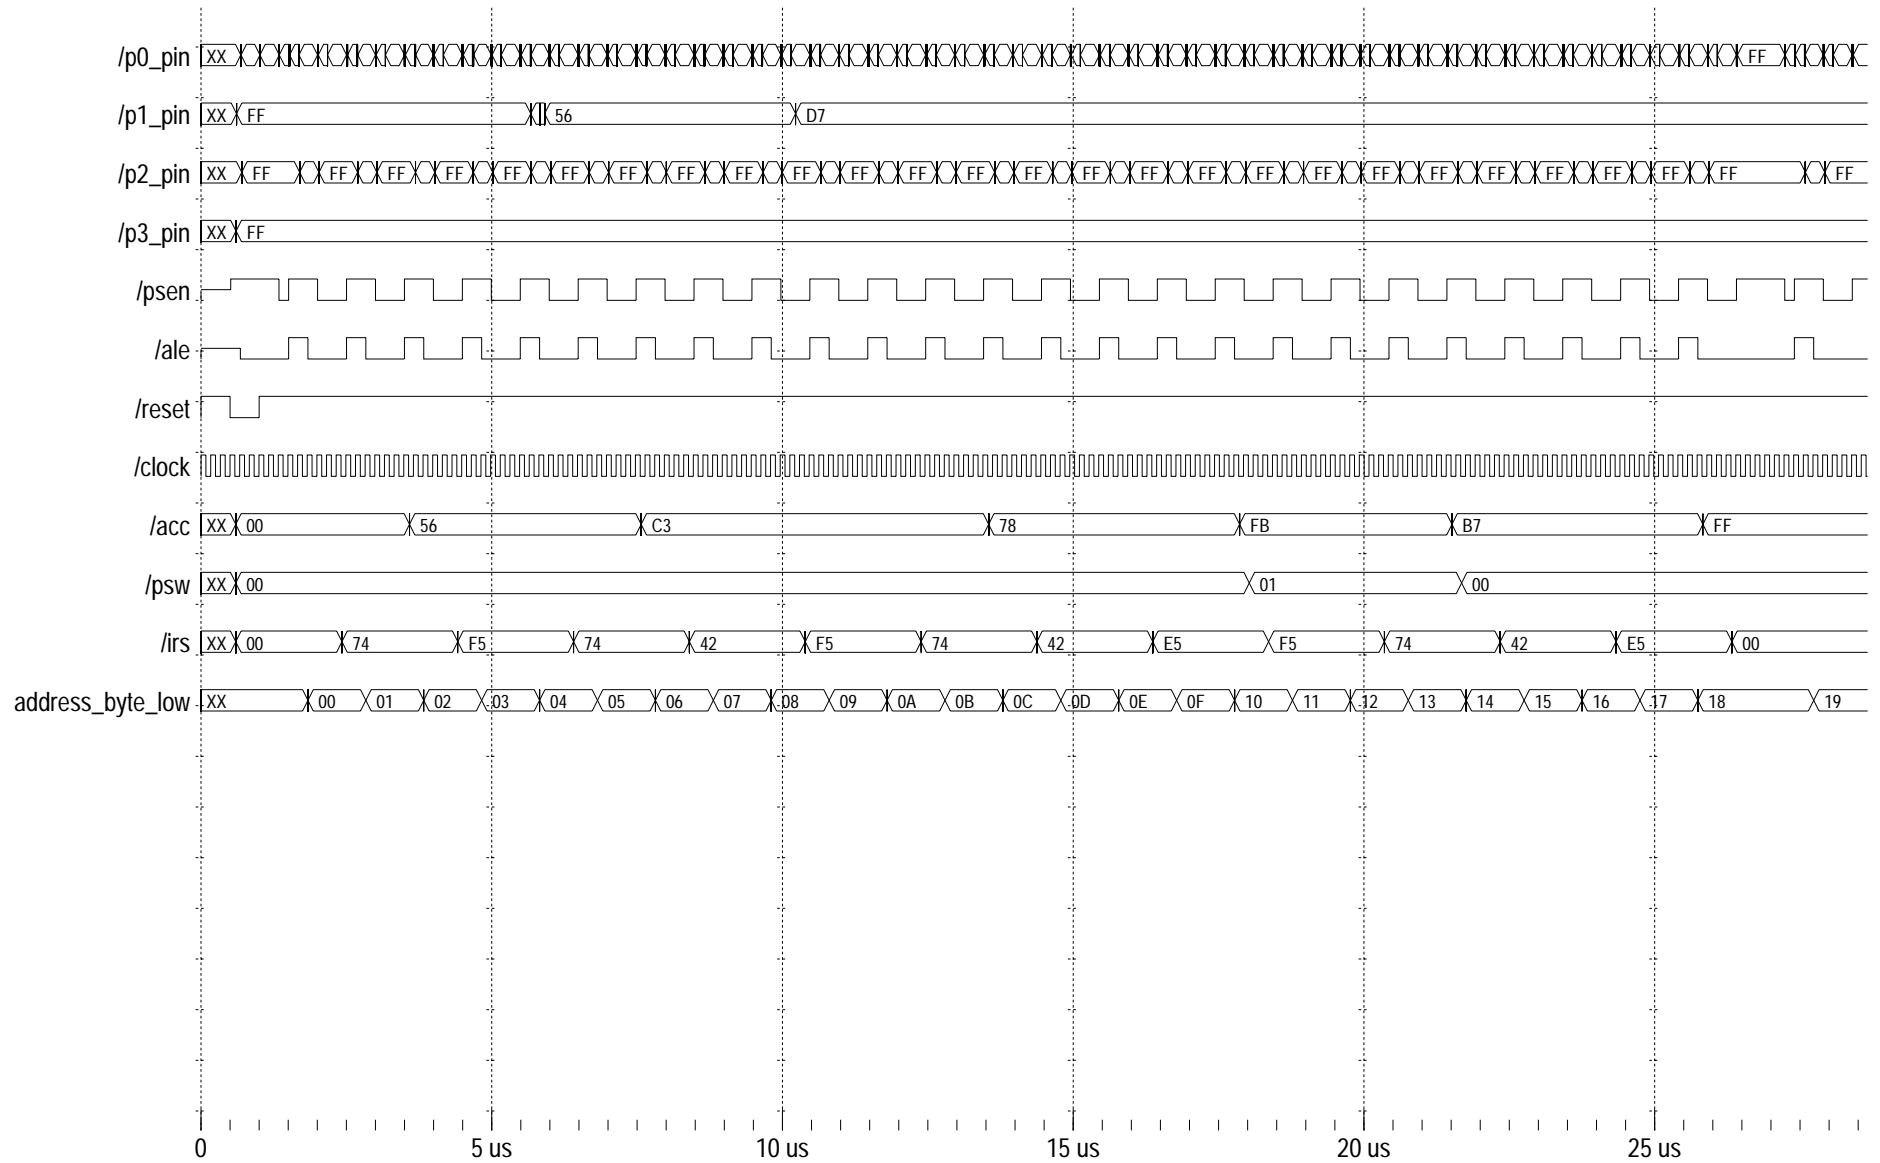 /p0_pin XX FF
/p1_pin XX FF 56 D7
/p2_pin XX FF FF FF FF FF FF FF FF FF FF FF FF FF FF FF FF FF FF FF FF FF FF FF FF FF FF FF
/p3_pin XX FF
/psen
/ale
/reset
/clock
/acc XX 00 56 C3 78 FB B7 FF
/psw XX 00 01 00
/irs XX 00 74 F5 74 42 F5 74 42 E5 F5 74 42 E5 00
address_byte_low XX 00 01 02 03 04 05 06 07 08 09 0A 0B 0C 0D 0E 0F 10 11 12 13 14 15 16 17 18 19
0 5 us 10 us 15 us 20 us 25 us